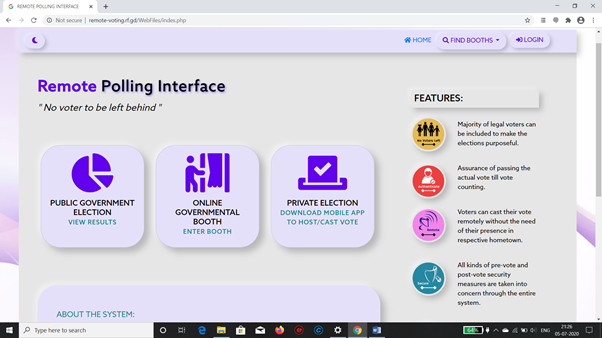 REMOTE POLLING INTERFACE
Not secure | remote-voting.rf.gd/WebFiles/index.php
HOME
FIND BOOTHS
LOGIN
Remote Polling Interface
" No voter to be left behind "
PUBLIC GOVERNMENT
ELECTION
VIEW RESULTS
ONLINE
GOVERNMENTAL
BOOTH
ENTER BOOTH
PRIVATE ELECTION
DOWNLOAD MOBILE APP
TO HOST/CAST VOTE
FEATURES:
No Voters Left
Majority of legal voters
can be included to make the
elections purposeful.
Authenticate
Assurance of passing the
actual vote till vote
counting.
Remote
Voters can cast their vote
remotely without the need
of their presence in
respective hometown.
Secure
All kinds of pre-vote and
post-vote security
measures are taken into
concern through the entire
system.
ABOUT THE SYSTEM:
Type here to search
64%
ENG
21:26
05-07-2020